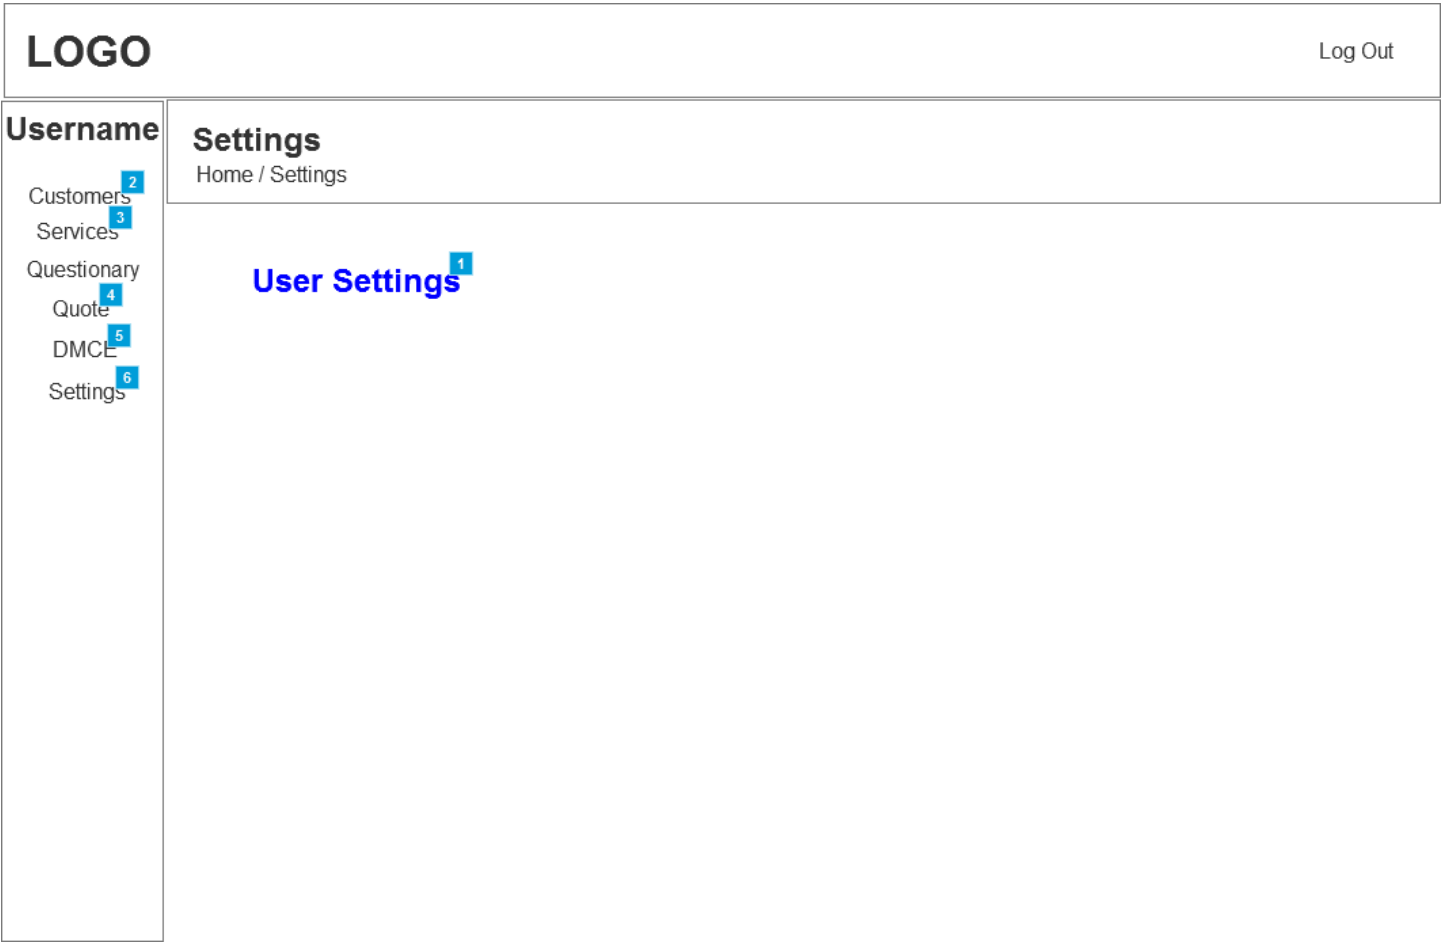 LOGO
Log Out
Username
Customers 2
Services 3
Questionary
Quote 4
DMCE 5
Settings 6
Settings
Home / Settings
User Settings 1